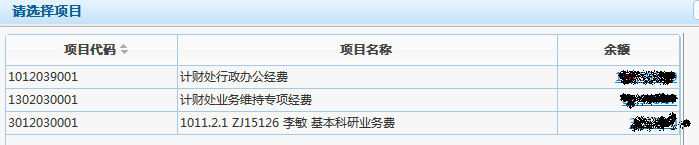 请选择项目
项目代码 项目名称 余额
1012039001 计财处行政办公经费
1302030001 计财处业务维持专项经费
3012030001 1011.2.1 ZJ15126 李敏 基本科研业务费